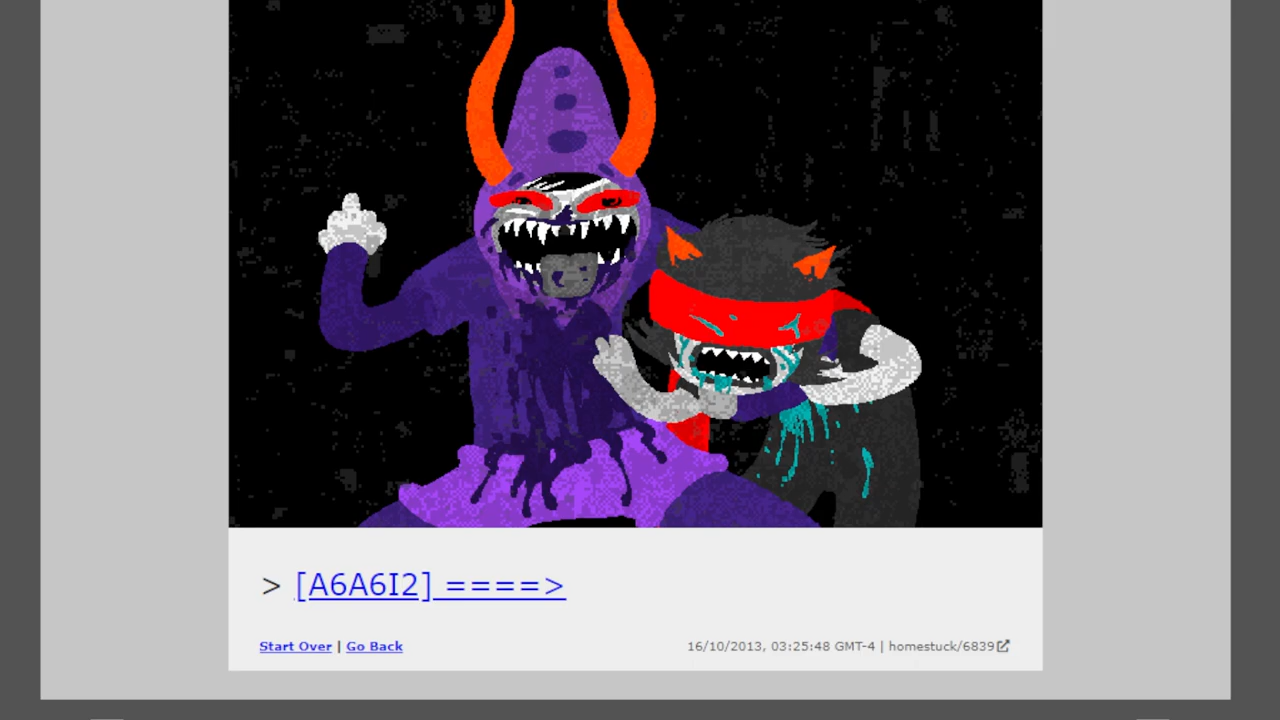 > [A6A6I2] ====>
Start Over | Go Back
16/10/2013, 03:25:48 GMT-4 | homestuck/6839